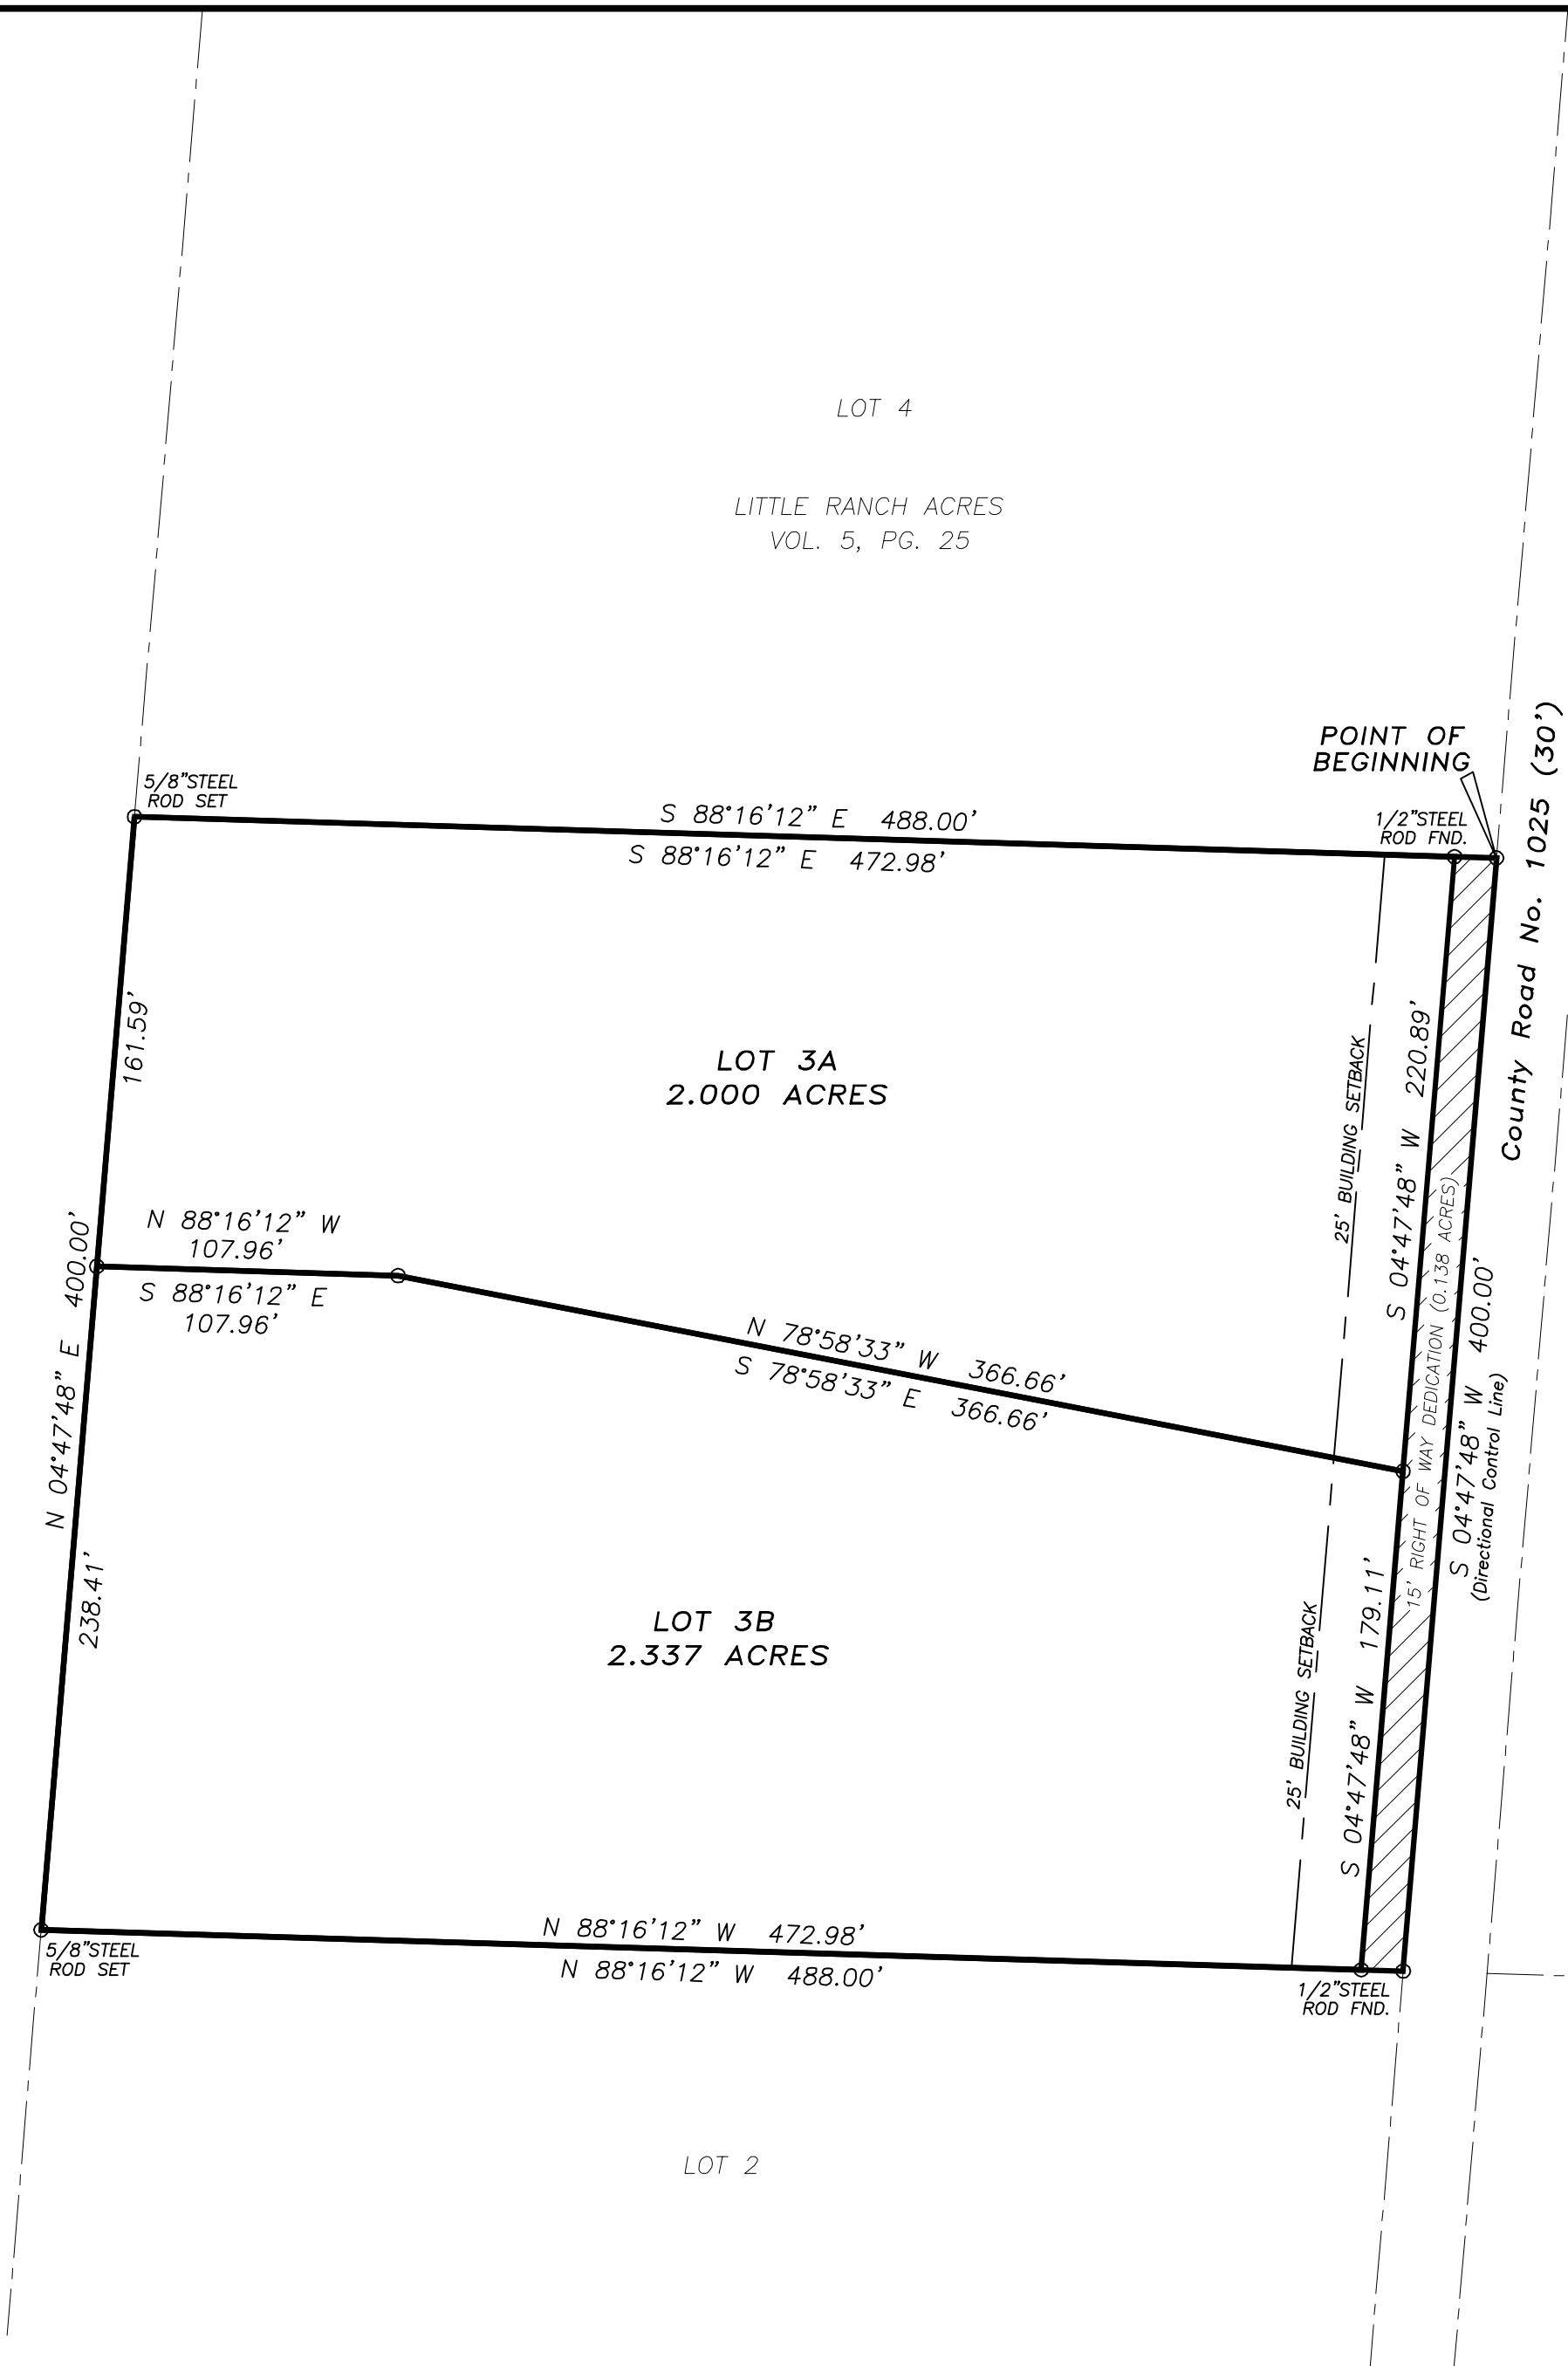 LOT 4
LITTLE RANCH ACRES
VOL. 5, PG. 25
POINT OF
BEGINNING
County Road No. 1025 (30')
5/8"STEEL
ROD SET
S 88°16'12" E 488.00'
S 88°16'12" E 472.98'
1/2"STEEL
ROD FND.
161.59'
LOT 3A
2.000 ACRES
25' BUILDING SETBACK
S 04°47'48" W 220.89'
15' RIGHT OF WAY DEDICATION (0.138 ACRES)
S 04°47'48" W 400.00'
(Directional Control Line)
N 04°47'48" E 400.00'
N 88°16'12" W
107.96'
S 88°16'12" E
107.96'
N 78°58'33" W 366.66'
S 78°58'33" E 366.66'
238.41'
LOT 3B
2.337 ACRES
25' BUILDING SETBACK
S 04°47'48" W 179.11'
5/8"STEEL
ROD SET
N 88°16'12" W 472.98'
N 88°16'12" W 488.00'
1/2"STEEL
ROD FND.
LOT 2